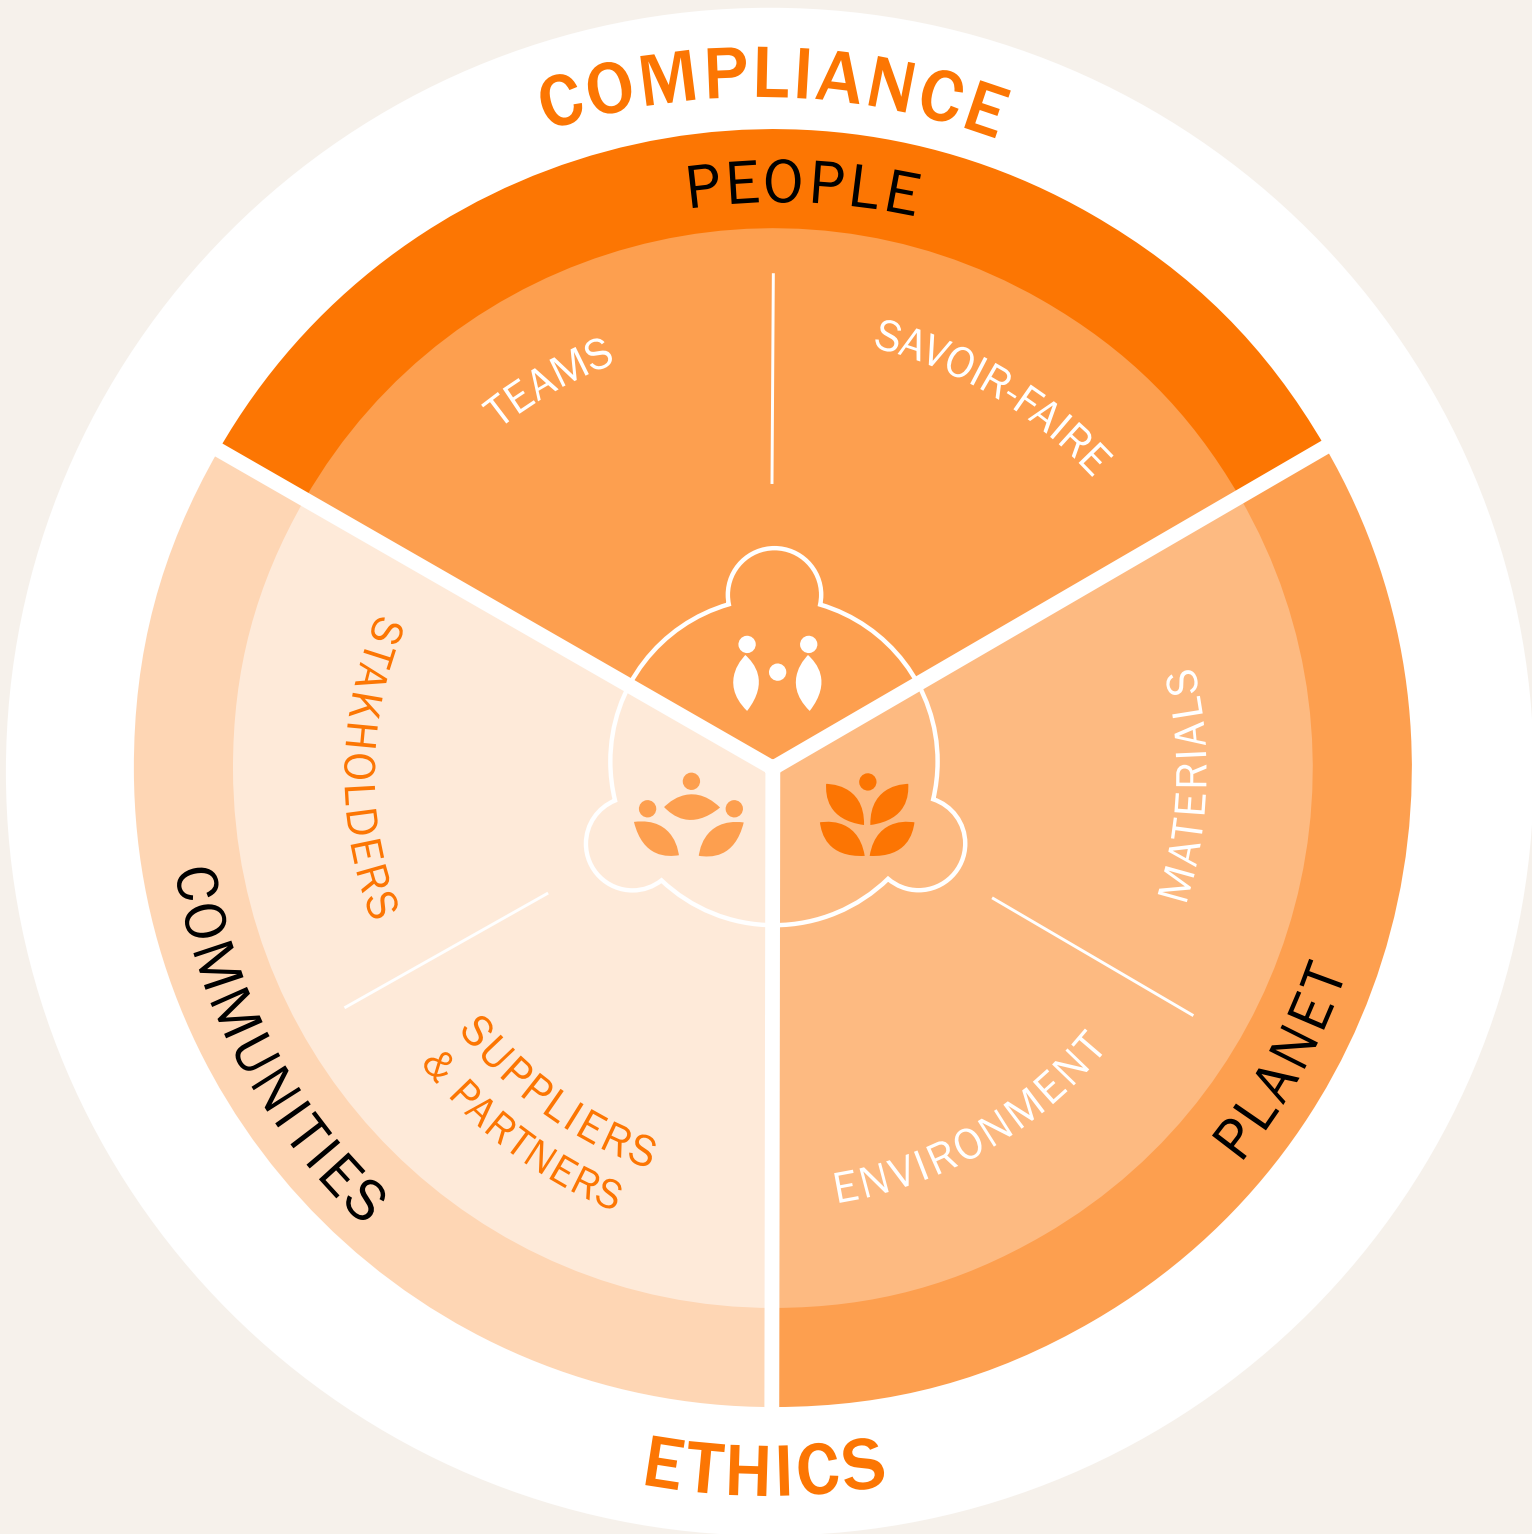 COMPLIANCE
PEOPLE
TEAMS
SAVOIR-FAIRE
STAKHOLDERS
MATERIALS
COMMUNITIES
PLANET
SUPPLIERS
& PARTNERS
ENVIRONMENT
ETHICS